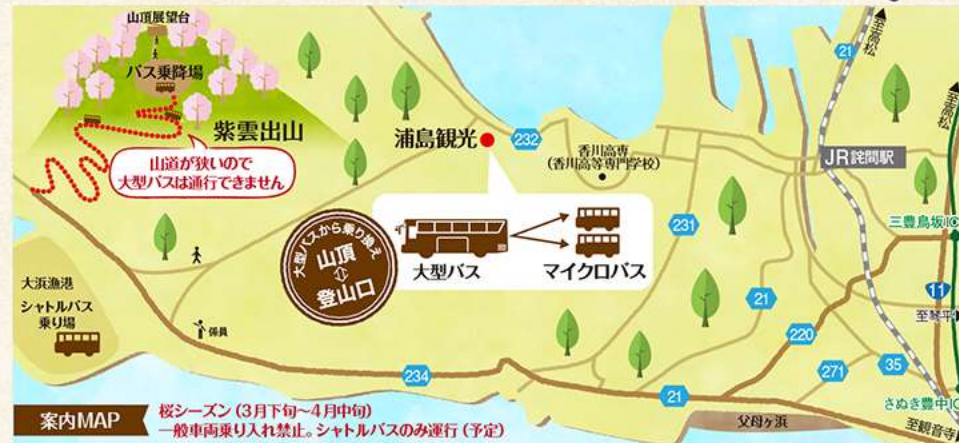 山頂展望台
バス乗降場
紫雲出山
山道が狭いので
大型バスは通行できません
浦島観光
232
香川高専
(香川高等専門学校)
21
至高松
至高松
JR詫間駅
三豊鳥坂IC
大型バスから乗り換え
山頂
⇔
登山口
大型バス
マイクロバス
231
11
至琴平
大浜漁港
シャトルバス
乗り場
係員
21
220
234
271
35
21
さぬき豊中IC
父母ヶ浜
至観音寺
案内MAP
桜シーズン(3月下旬〜4月中旬)
一般車両乗り入れ禁止。シャトルバスのみ運行(予定)